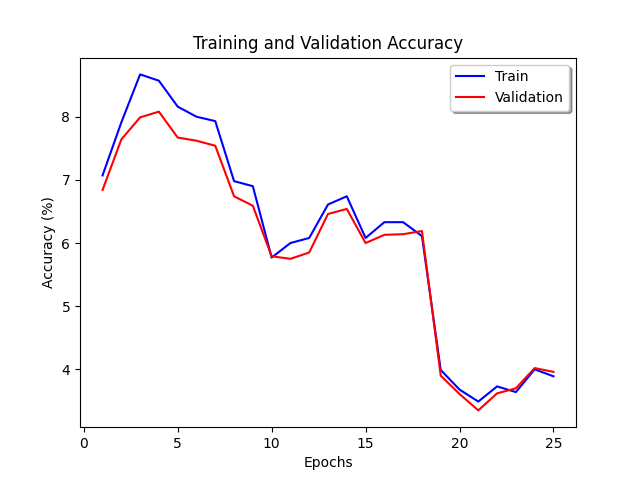 Training and Validation Accuracy
Train
Validation
Accuracy (%)
8
7
6
5
4
0 5 10 15 20 25
Epochs